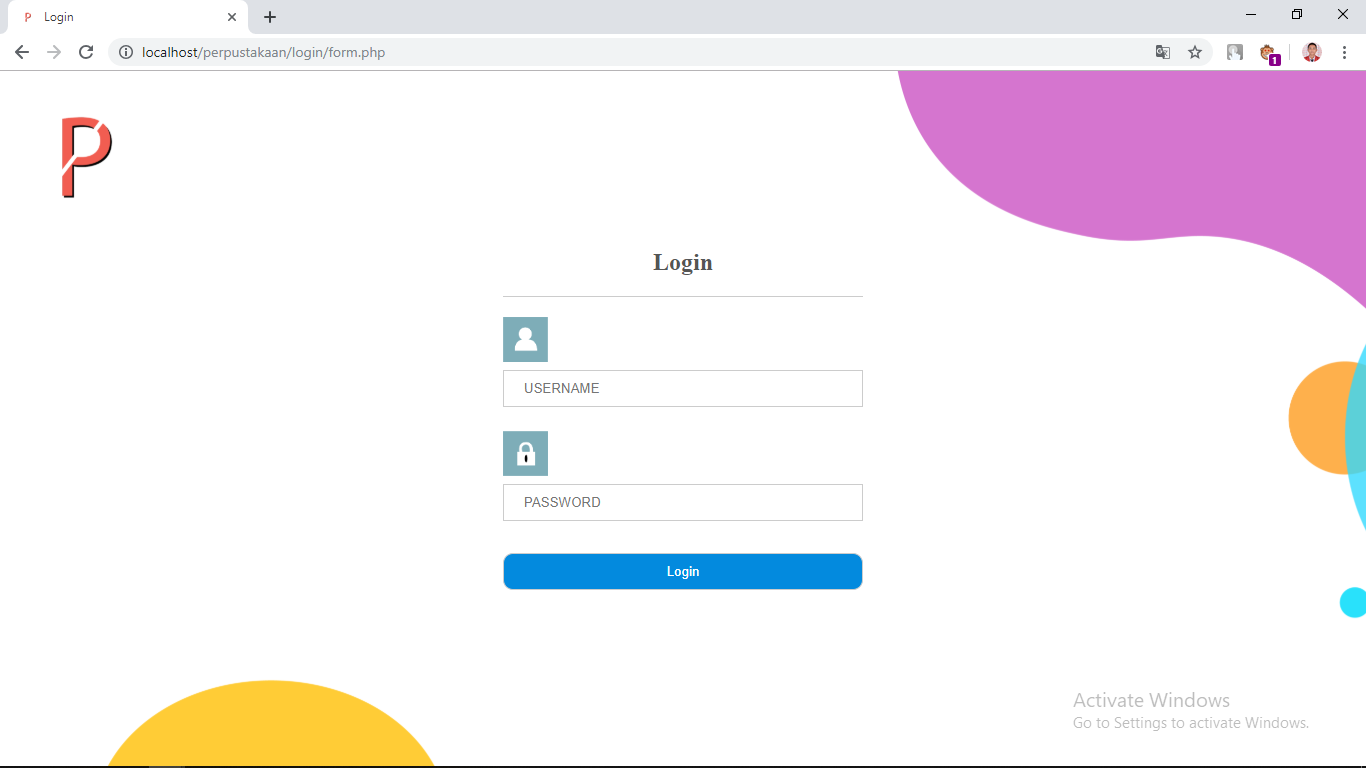 Login
localhost/perpustakaan/login/form.php
1
P
Login
USERNAME
PASSWORD
Login
Activate Windows
Go to Settings to activate Windows.